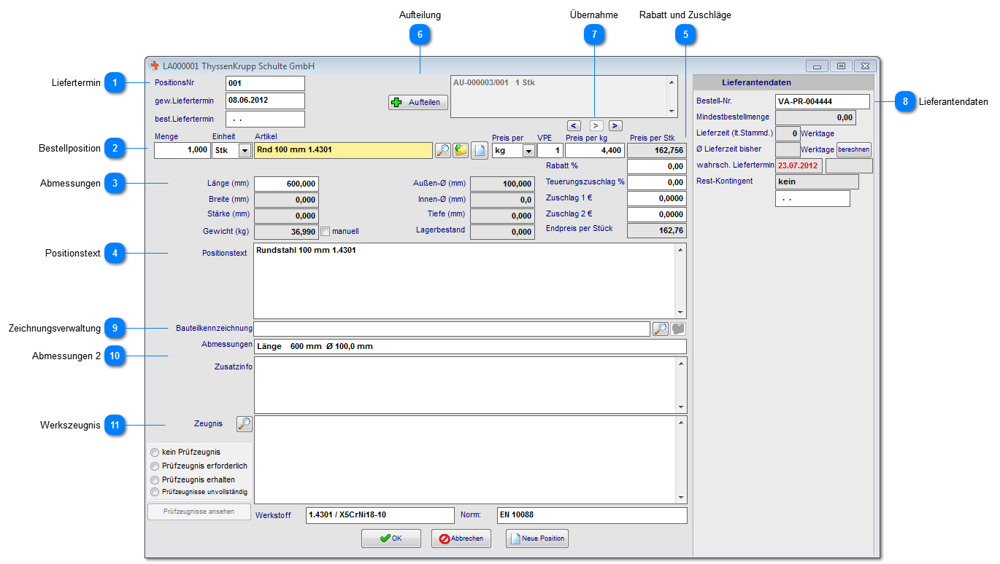 Aufteilung
6
Übernahme
7
Rabatt und Zuschläge
5
LA000001 ThyssenKrupp Schulte GmbH
Liefertermin 1
PositionsNr 001
gew.Liefertermin 08.06.2012
best.Liefertermin . .
Aufteilen
AU-000003/001 1 Stk
< > >
Bestellposition 2
Menge Einheit Artikel Preis per VPE Preis per kg Preis per Stk
1,000 Stk Rnd 100 mm 1.4301 kg 1 4,400 162,756
Rabatt % 0,00
Teuerungszuschlag % 0,00
Zuschlag 1 € 0,0000
Zuschlag 2 € 0,0000
Endpreis per Stück 162,76
Abmessungen 3
Länge (mm) 600,000 Außen-Ø (mm) 100,000
Breite (mm) 0,000 Innen-Ø (mm) 0,0
Stärke (mm) 0,000 Tiefe (mm) 0,000
Gewicht (kg) 36,990 manuell Lagerbestand 0,000
Positionstext 4
Positionstext Rundstahl 100 mm 1.4301
Zeichnungsverwaltung 9
Bauteilkennzeichnung
Abmessungen 2 10
Abmessungen Länge 600 mm Ø 100,0 mm
Zusatzinfo
Werkszeugnis 11
Zeugnis
kein Prüfzeugnis
Prüfzeugnis erforderlich
Prüfzeugnis erhalten
Prüfzeugnisse unvollständig
Prüfzeugnisse ansehen
Werkstoff 1.4301 / X5CrNi18-10 Norm: EN 10088
OK Abbrechen Neue Position
Lieferantendaten
8 Lieferantendaten
Bestell-Nr. VA-PR-004444
Mindestbestellmenge 0,00
Lieferzeit (lt.Stammd.) 0 Werktage
Ø Lieferzeit bisher Werktage berechnen
wahrsch. Liefertermin 23.07.2012
Rest-Kontingent kein
. .